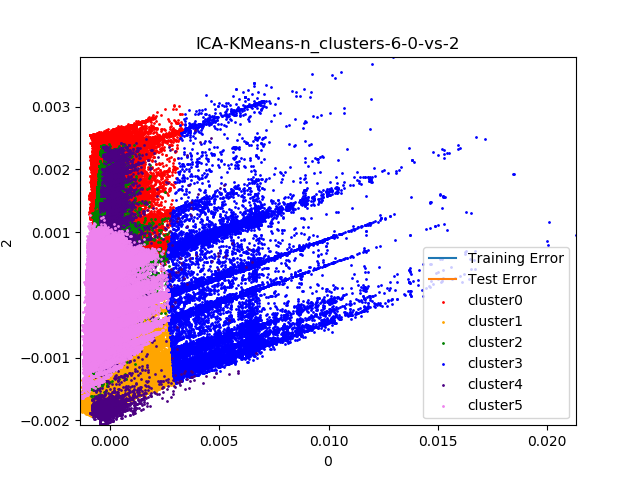 ICA-KMeans-n_clusters-6-0-vs-2
0.003
0.002
0.001
0.000
−0.001
−0.002
2
0.000
0.005
0.010
0.015
0.020
0
Training Error
Test Error
cluster0
cluster1
cluster2
cluster3
cluster4
cluster5